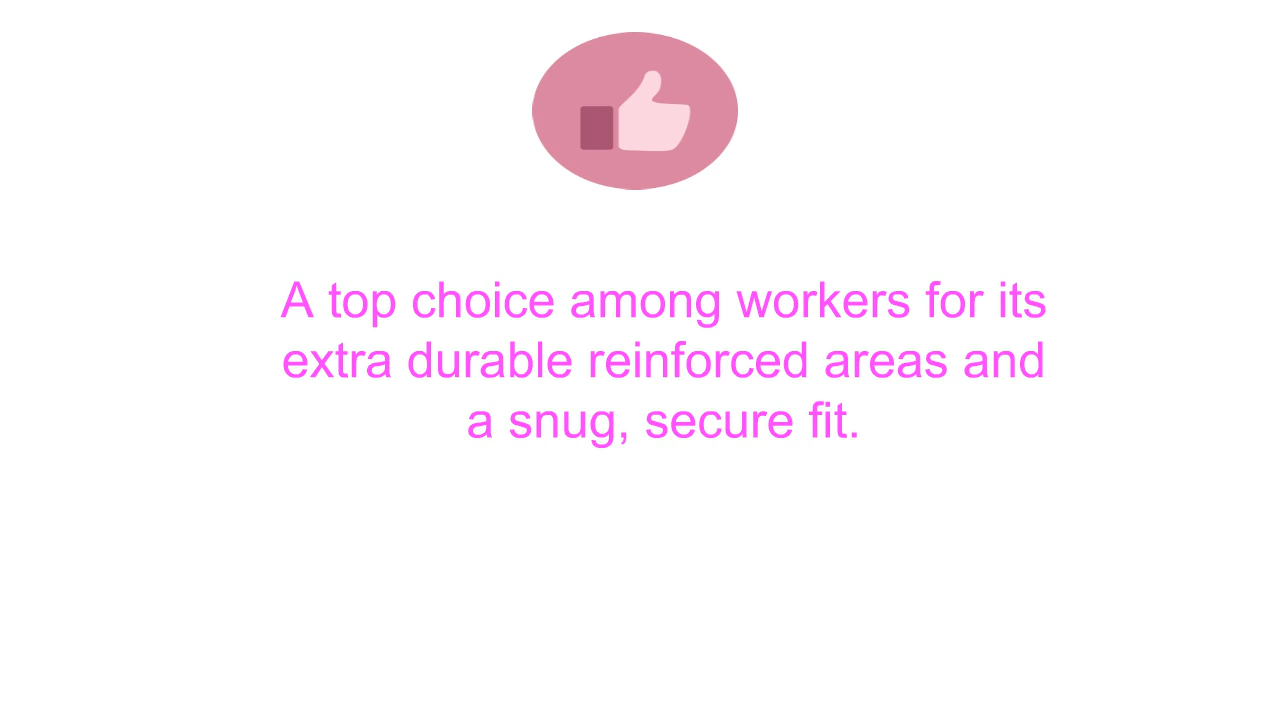 A top choice among workers for its
extra durable reinforced areas and
a snug, secure fit.